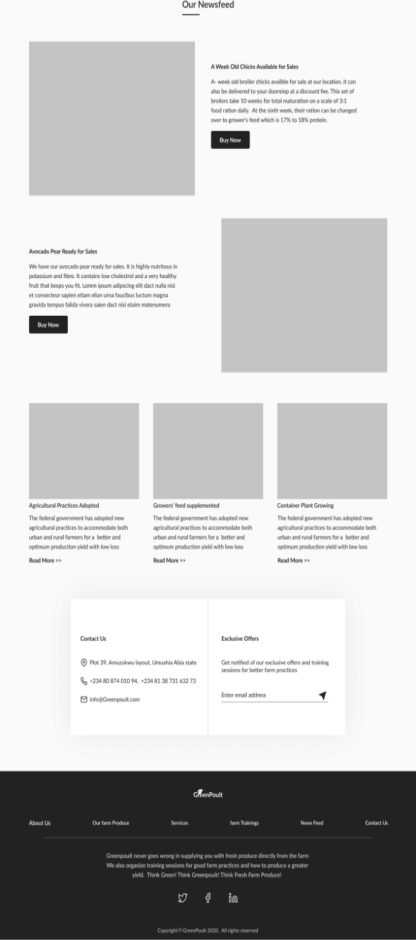 Our Newsfeed
A Week Old Chicks Available for Sales
A- week old broiler chicks availble for sale at our location, it can
also be delivered to your doorstep at a discount fee. This set of
broilers take 10 weeks for total maturation on a scale of 3:1
food ration daily. At the sixth week, their ration can be changed
over to grower's feed which is 17% to 18% protein.
Buy Now
Avocado Pear Ready for Sales
We have our avocado pear ready for sales. It is highly nutritous in
potassium and fibre. It contains low cholestrol and a very healthy
fruit that keeps you fit. Lorem ipsum adipscing elit dact nulla nisi
et consecteur sapien etiam elian urna faucibus luctum magna
gravida tempus falida vivera salen dact nisi etaim matenumera
Buy Now
Agricultural Practices Adopted
The federal government has adopted new
agricultural practices to accommodate both
urban and rural farmers for a better and
optimum production yield with low loss
Read More >>
Growers' feed supplemented
The federal government has adopted new
agricultural practices to accommodate both
urban and rural farmers for a better and
optimum production yield with low loss
Read More >>
Container Plant Growing
The federal government has adopted new
agricultural practices to accommodate both
urban and rural farmers for a better and
optimum production yield with low loss
Read More >>
Contact Us
Plot 39, Amuzukwu layout, Umuahia Abia state
+234 80 874 010 94, +234 81 38 731 632 73
info@Greenpoult.com
Exclusive Offers
Get notified of our exclusive offers and training
sessions for better farm practices
Enter email address
GreenPoult
About Us Our farm Produce Services farm Trainings News Feed Contact Us
Greenpoult never goes wrong in supplying you with fresh produce directly from the farm
We also organize training sessions for good farm practices and how to produce a greater
yield. Think Green! Think Greenpoult! Think Fresh Farm Produce!
Copyright© GreenPoult 2020. All rights reserved